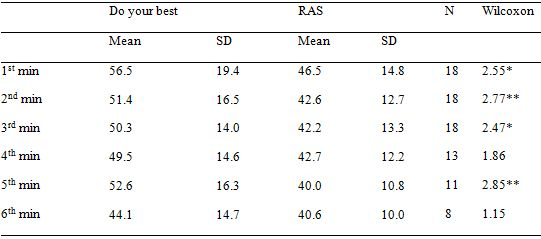 Do your best RAS N Wilcoxon
Mean SD Mean SD
1st min 56.5 19.4 46.5 14.8 18 2.55*
2nd min 51.4 16.5 42.6 12.7 18 2.77**
3rd min 50.3 14.0 42.2 13.3 18 2.47*
4th min 49.5 14.6 42.7 12.2 13 1.86
5th min 52.6 16.3 40.0 10.8 11 2.85**
6th min 44.1 14.7 40.6 10.0 8 1.15